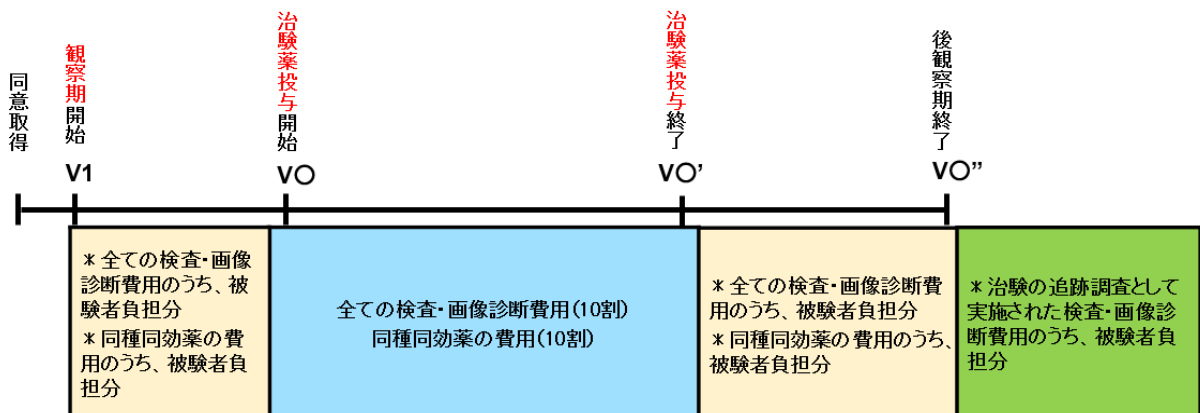 同意取得
観察期開始
治験薬投与開始
治験薬投与終了
後観察期終了
V1
V〇
V〇’
V〇”
＊全ての検査・画像
診断費用のうち、被
験者負担分
＊同種同効薬の費
用のうち、被験者負
担分
全ての検査・画像診断費用(10割)
同種同効薬の費用(10割)
＊全ての検査・画像診断費
用のうち、被験者負担分
＊同種同効薬の費用のうち、
被験者負担分
＊治験の追跡調査として
実施された検査・画像診
断費用のうち、被験者負
担分